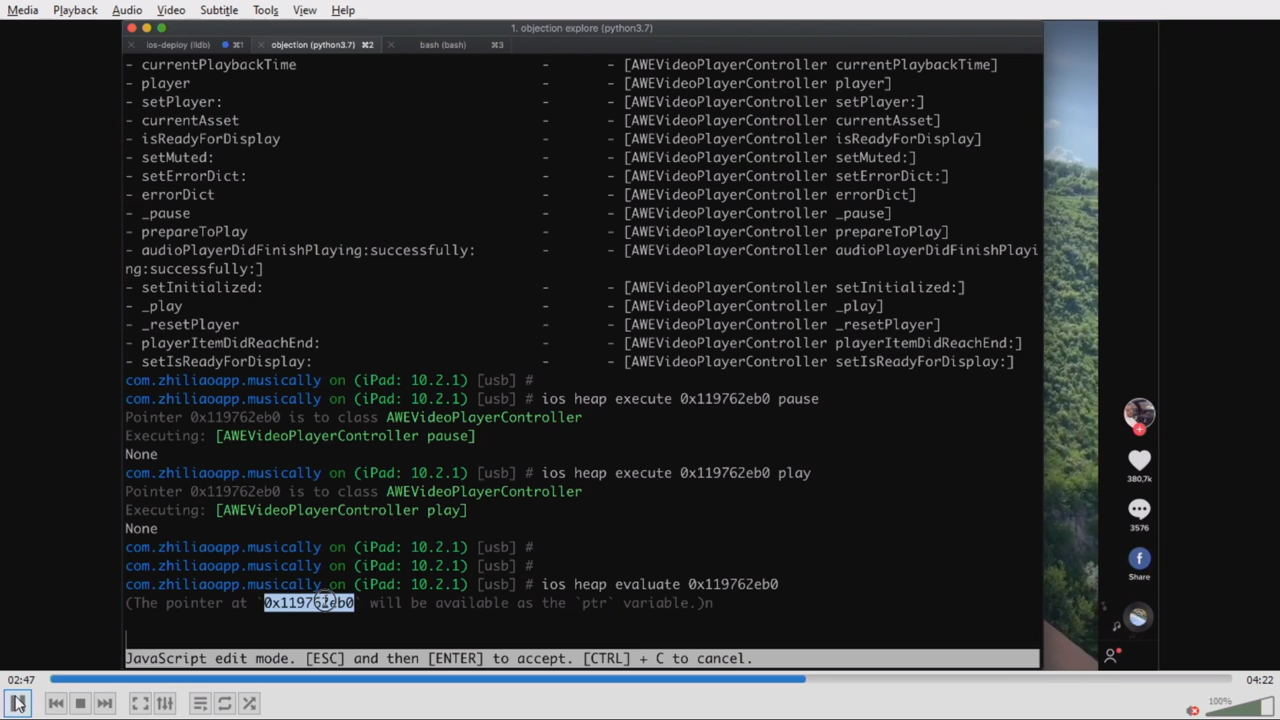 Media Playback Audio Video Subtitle Tools View Help
1. objection explore (python3.7)
ios-deploy (lldb) ⌘1 objection (python3.7) ⌘2 bash (bash) ⌘3
- currentPlaybackTime - - [AWEVideoPlayerController currentPlaybackTime]
- player - - [AWEVideoPlayerController player]
- setPlayer: - - [AWEVideoPlayerController setPlayer:]
- currentAsset - - [AWEVideoPlayerController currentAsset]
- isReadyForDisplay - - [AWEVideoPlayerController isReadyForDisplay]
- setMuted: - - [AWEVideoPlayerController setMuted:]
- setErrorDict: - - [AWEVideoPlayerController setErrorDict:]
- errorDict - - [AWEVideoPlayerController errorDict]
- _pause - - [AWEVideoPlayerController _pause]
- prepareToPlay - - [AWEVideoPlayerController prepareToPlay]
- audioPlayerDidFinishPlaying:successfully: - - [AWEVideoPlayerController audioPlayerDidFinishPlayi
ng:successfully:]
- setInitialized: - - [AWEVideoPlayerController setInitialized:]
- _play - - [AWEVideoPlayerController _play]
- _resetPlayer - - [AWEVideoPlayerController _resetPlayer]
- playerItemDidReachEnd: - - [AWEVideoPlayerController playerItemDidReachEnd:]
- setIsReadyForDisplay: - - [AWEVideoPlayerController setIsReadyForDisplay:]
com.zhiliaoapp.musically on (iPad: 10.2.1) [usb] #
com.zhiliaoapp.musically on (iPad: 10.2.1) [usb] # ios heap execute 0x119762eb0 pause
Pointer 0x119762eb0 is to class AWEVideoPlayerController
Executing: [AWEVideoPlayerController pause]
None
com.zhiliaoapp.musically on (iPad: 10.2.1) [usb] # ios heap execute 0x119762eb0 play
Pointer 0x119762eb0 is to class AWEVideoPlayerController
Executing: [AWEVideoPlayerController play]
None
com.zhiliaoapp.musically on (iPad: 10.2.1) [usb] #
com.zhiliaoapp.musically on (iPad: 10.2.1) [usb] #
com.zhiliaoapp.musically on (iPad: 10.2.1) [usb] # ios heap evaluate 0x119762eb0
(The pointer at `0x119762eb0` will be available as the `ptr` variable.)n
JavaScript edit mode. [ESC] and then [ENTER] to accept. [CTRL] + C to cancel.
380,7k
3576
Share
02:47
04:22
100%